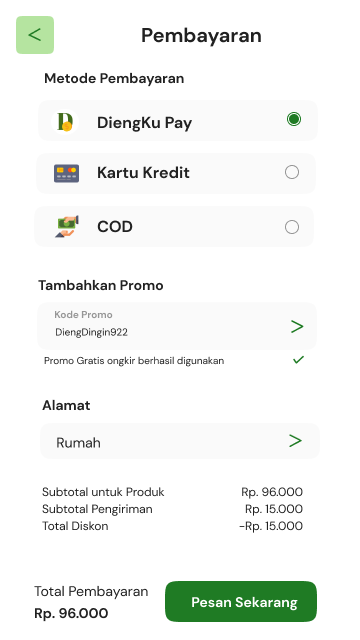 <
Pembayaran
Metode Pembayaran
D
DiengKu Pay
Kartu Kredit
COD
Tambahkan Promo
Kode Promo
DiengDingin922
>
Promo Gratis ongkir berhasil digunakan
Alamat
Rumah >
Subtotal untuk Produk Rp. 96.000
Subtotal Pengiriman Rp. 15.000
Total Diskon -Rp. 15.000
Total Pembayaran
Rp. 96.000
Pesan Sekarang